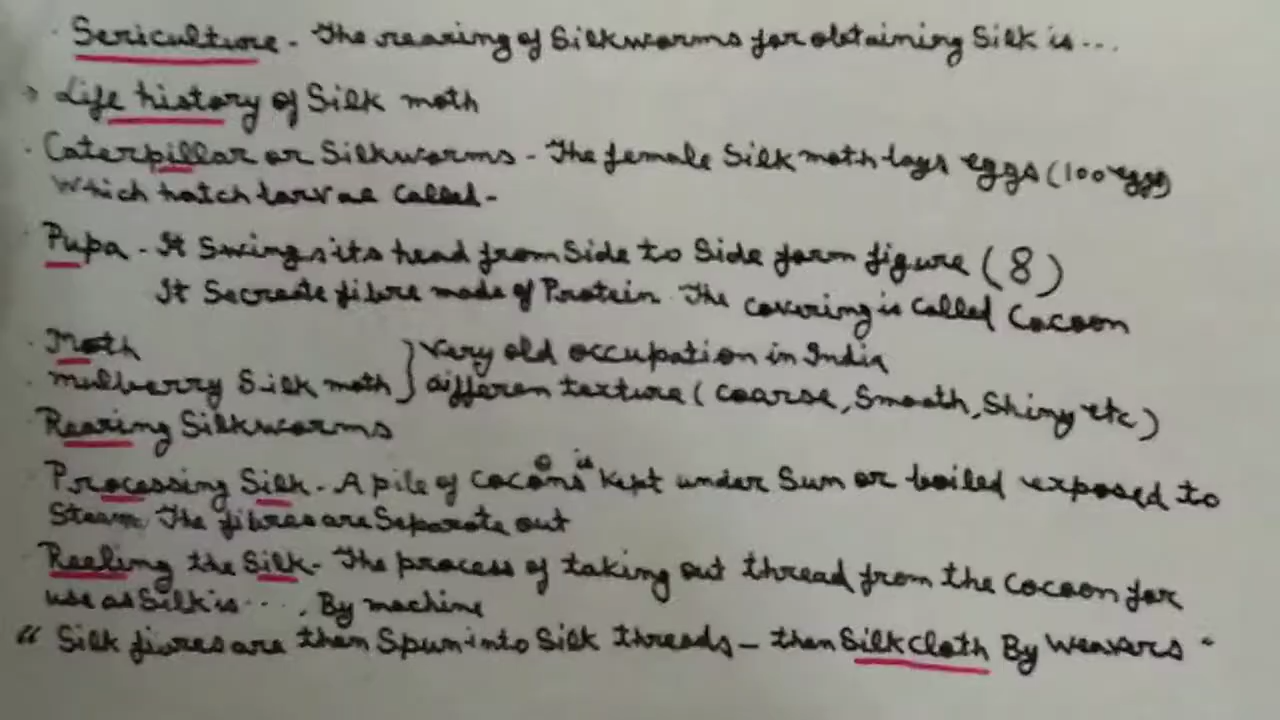 Sericulture - The rearing of Silkworms for obtaining Silk is...
→ Life history of Silk moth
· Caterpillar or Silkworms - The female Silk moth lays eggs (100 eggs)
Which hatch larvae Called-
· Pupa - It Swings its head from Side to Side form figure (8)
It Secreate fibre made of Protein. The covering is called Cocoon
· Moth } Very old occupation in India
· mulberry Silk moth } differen texture ( coarse, Smooth, Shiny etc )
Rearing Silkworms
· Processing Silk - A pile of Cocoons is kept under Sun or boiled exposed to
Steam. The fibres are Separate out
Reeling the Silk - The process of taking out thread from the Cocoon for
use as Silk is ...., By machine
" Silk fivres are then Spun into Silk threads - then Silk Cloth By Weavers "